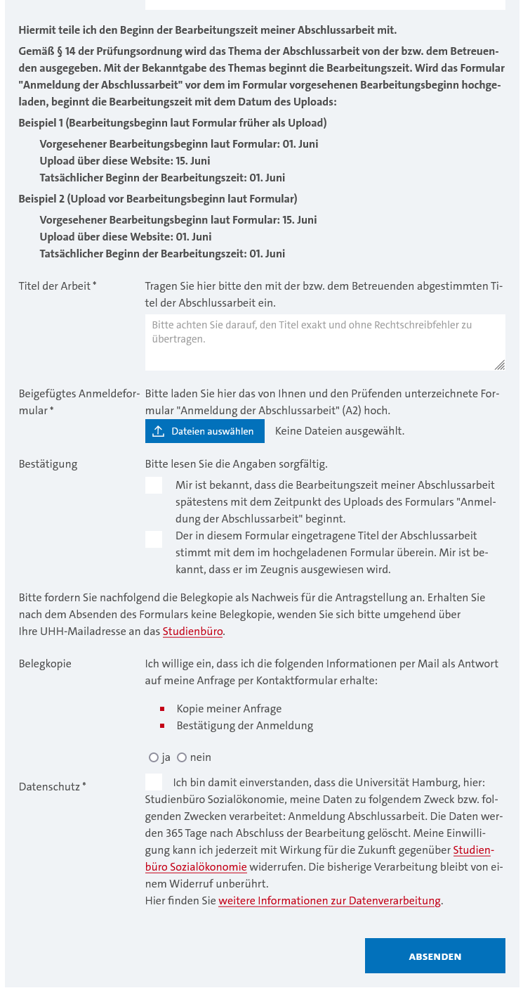 Hiermit teile ich den Beginn der Bearbeitungszeit meiner Abschlussarbeit mit.
Gemäß § 14 der Prüfungsordnung wird das Thema der Abschlussarbeit von der bzw. dem Betreuen-
den ausgegeben. Mit der Bekanntgabe des Themas beginnt die Bearbeitungszeit. Wird das Formular
"Anmeldung der Abschlussarbeit" vor dem im Formular vorgesehenen Bearbeitungsbeginn hochge-
laden, beginnt die Bearbeitungszeit mit dem Datum des Uploads:
Beispiel 1 (Bearbeitungsbeginn laut Formular früher als Upload)
Vorgesehener Bearbeitungsbeginn laut Formular: 01. Juni
Upload über diese Website: 15. Juni
Tatsächlicher Beginn der Bearbeitungszeit: 01. Juni
Beispiel 2 (Upload vor Bearbeitungsbeginn laut Formular)
Vorgesehener Bearbeitungsbeginn laut Formular: 15. Juni
Upload über diese Website: 01. Juni
Tatsächlicher Beginn der Bearbeitungszeit: 01. Juni
Titel der Arbeit *
Tragen Sie hier bitte den mit der bzw. dem Betreuenden abgestimmten Ti-
tel der Abschlussarbeit ein.
Bitte achten Sie darauf, den Titel exakt und ohne Rechtschreibfehler zu
übertragen.
Beigefügtes Anmeldefor-
mular *
Bitte laden Sie hier das von Ihnen und den Prüfenden unterzeichnete For-
mular "Anmeldung der Abschlussarbeit" (A2) hoch.
Dateien auswählen Keine Dateien ausgewählt.
Bestätigung
Bitte lesen Sie die Angaben sorgfältig.
Mir ist bekannt, dass die Bearbeitungszeit meiner Abschlussarbeit
spätestens mit dem Zeitpunkt des Uploads des Formulars "Anmel-
dung der Abschlussarbeit" beginnt.
Der in diesem Formular eingetragene Titel der Abschlussarbeit
stimmt mit dem im hochgeladenen Formular überein. Mir ist be-
kannt, dass er im Zeugnis ausgewiesen wird.
Bitte fordern Sie nachfolgend die Belegkopie als Nachweis für die Antragstellung an. Erhalten Sie
nach dem Absenden des Formulars keine Belegkopie, wenden Sie sich bitte umgehend über
Ihre UHH-Mailadresse an das Studienbüro.
Belegkopie
Ich willige ein, dass ich die folgenden Informationen per Mail als Antwort
auf meine Anfrage per Kontaktformular erhalte:
Kopie meiner Anfrage
Bestätigung der Anmeldung
ja nein
Datenschutz *
Ich bin damit einverstanden, dass die Universität Hamburg, hier:
Studienbüro Sozialökonomie, meine Daten zu folgendem Zweck bzw. fol-
genden Zwecken verarbeitet: Anmeldung Abschlussarbeit. Die Daten wer-
den 365 Tage nach Abschluss der Bearbeitung gelöscht. Meine Einwilli-
gung kann ich jederzeit mit Wirkung für die Zukunft gegenüber Studien-
büro Sozialökonomie widerrufen. Die bisherige Verarbeitung bleibt von ei-
nem Widerruf unberührt.
Hier finden Sie weitere Informationen zur Datenverarbeitung.
ABSENDEN